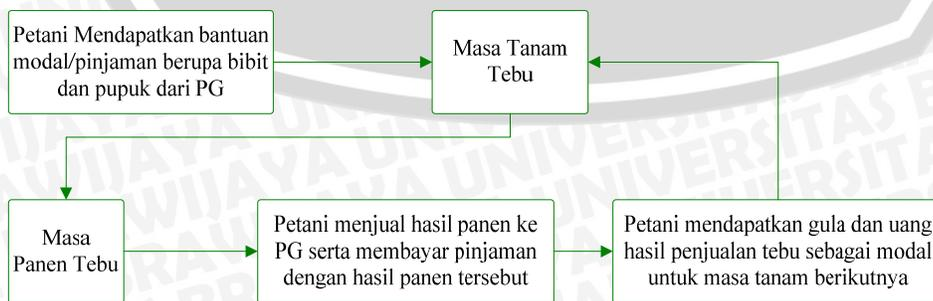 Petani Mendapatkan bantuan
modal/pinjaman berupa bibit
dan pupuk dari PG
Masa Tanam
Tebu
Masa
Panen Tebu
Petani menjual hasil panen ke
PG serta membayar pinjaman
dengan hasil panen tersebut
Petani mendapatkan gula dan uang
hasil penjualan tebu sebagai modal
untuk masa tanam berikutnya